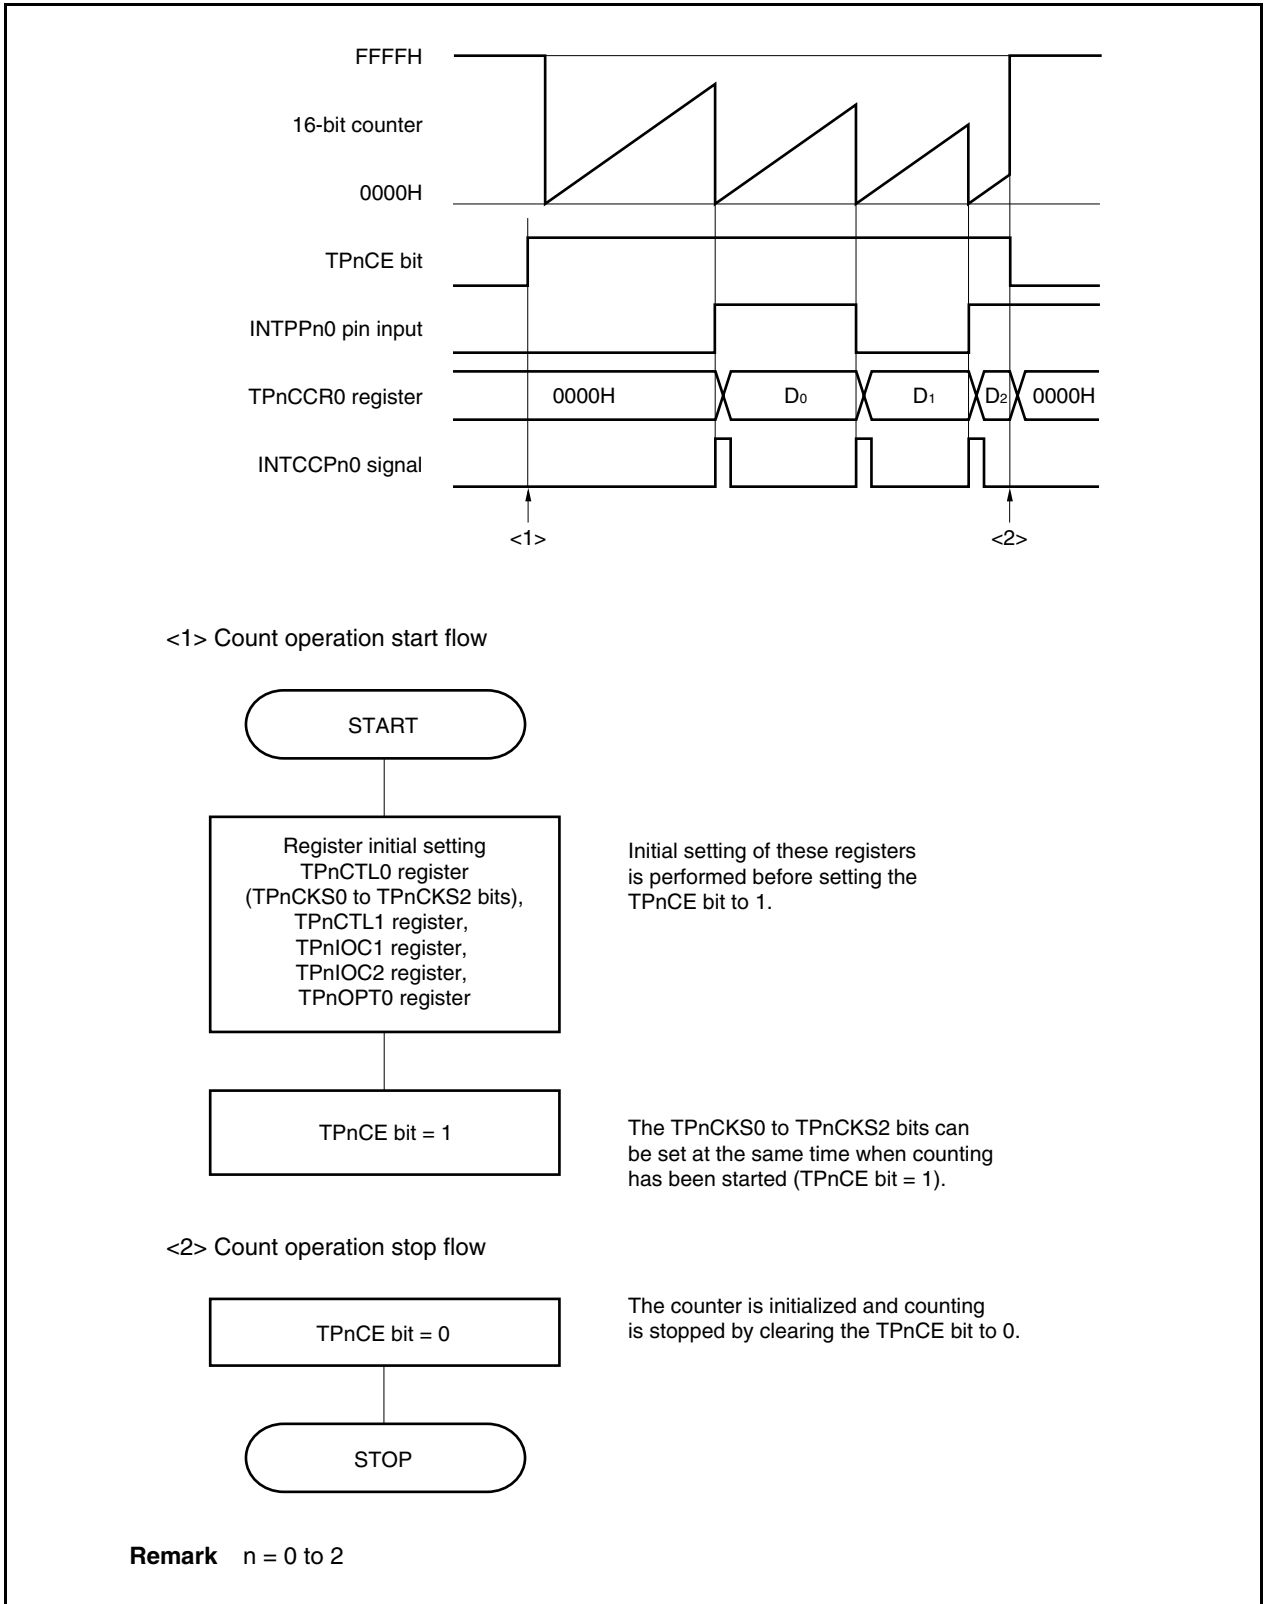 FFFFH
16-bit counter
0000H
TPnCE bit
INTPPn0 pin input
TPnCCR0 register
0000H D0 D1 D2 0000H
INTCCPn0 signal
<1> <2>
<1> Count operation start flow
START
Register initial setting
TPnCTL0 register
(TPnCKS0 to TPnCKS2 bits),
TPnCTL1 register,
TPnIOC1 register,
TPnIOC2 register,
TPnOPT0 register
Initial setting of these registers
is performed before setting the
TPnCE bit to 1.
TPnCE bit = 1
The TPnCKS0 to TPnCKS2 bits can
be set at the same time when counting
has been started (TPnCE bit = 1).
<2> Count operation stop flow
TPnCE bit = 0
The counter is initialized and counting
is stopped by clearing the TPnCE bit to 0.
STOP
Remark n = 0 to 2